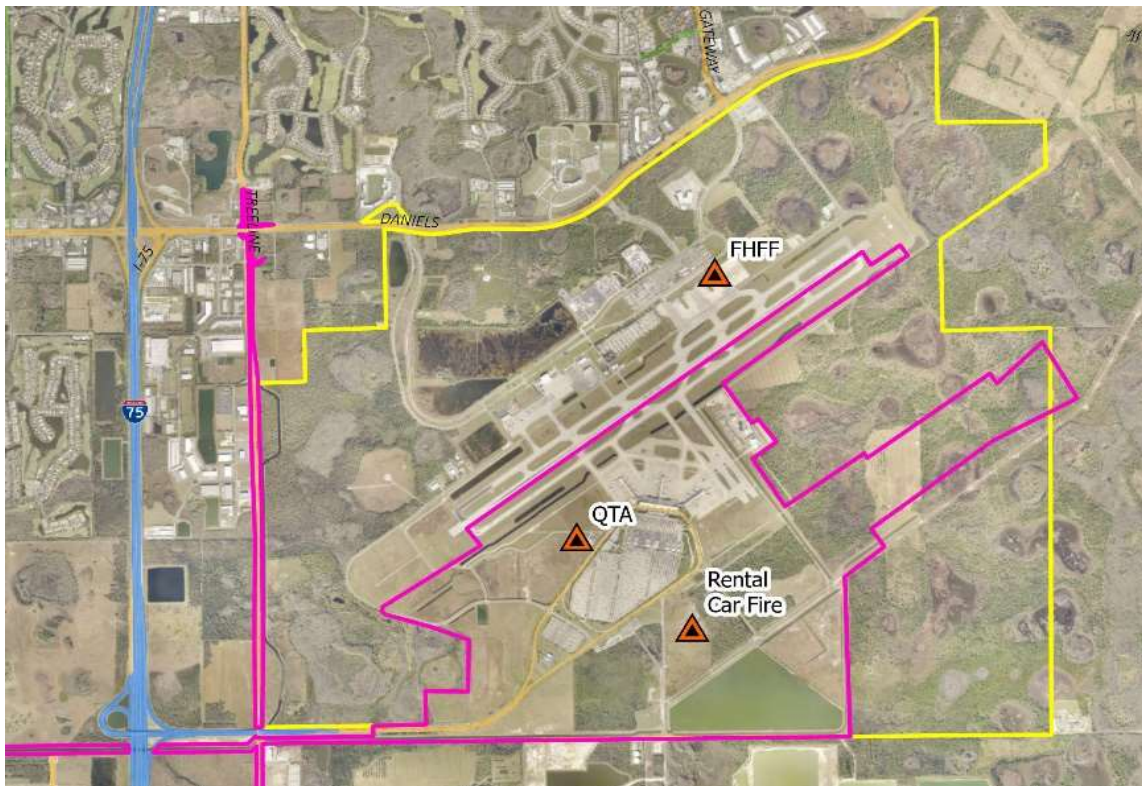 GATEWAY
TREELINE
DANIELS
I-75
FHFF
75
QTA
Rental
Car Fire